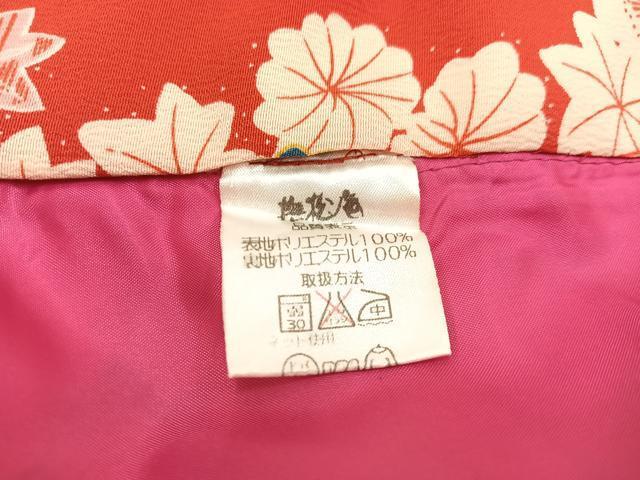 撫松庵
品質表示
表地ポリエステル100%
裏地ポリエステル100%
取扱方法
弱 30 中
ネット使用